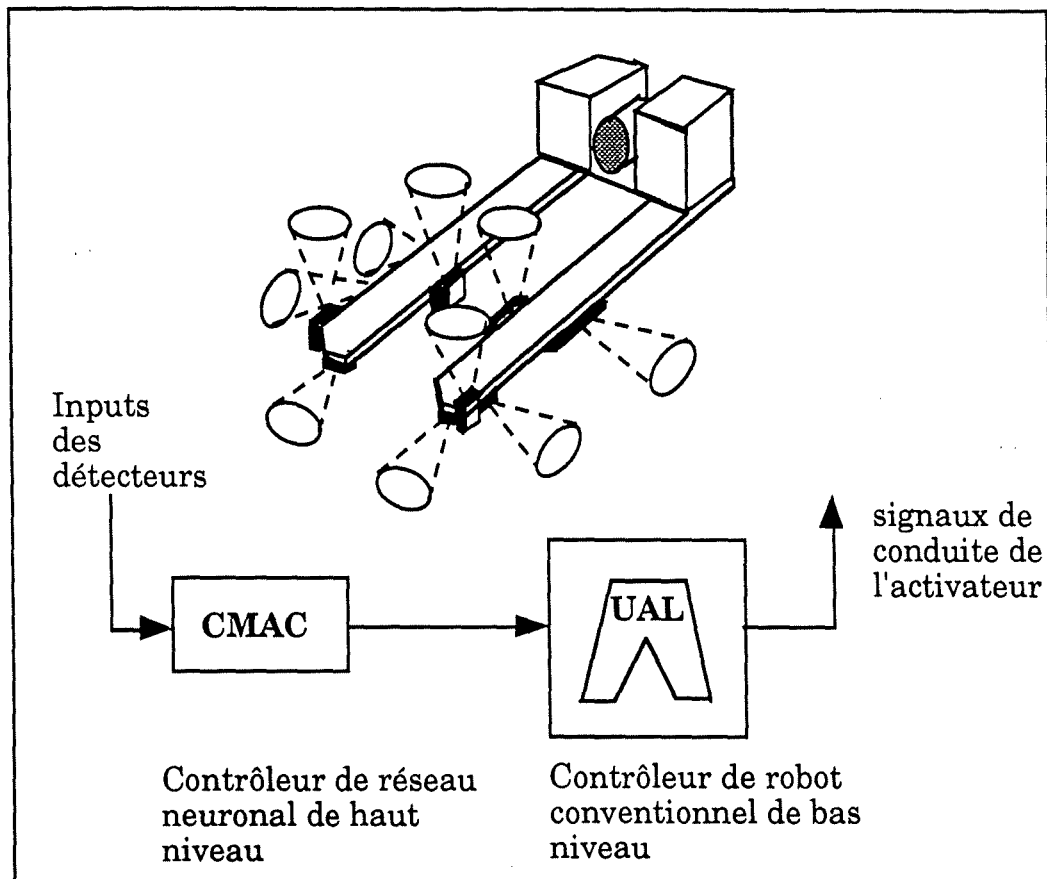 Inputs
des
détecteurs
signaux de
conduite de
l'activateur
CMAC
UAL
Contrôleur de réseau
neuronal de haut
niveau
Contrôleur de robot
conventionnel de bas
niveau